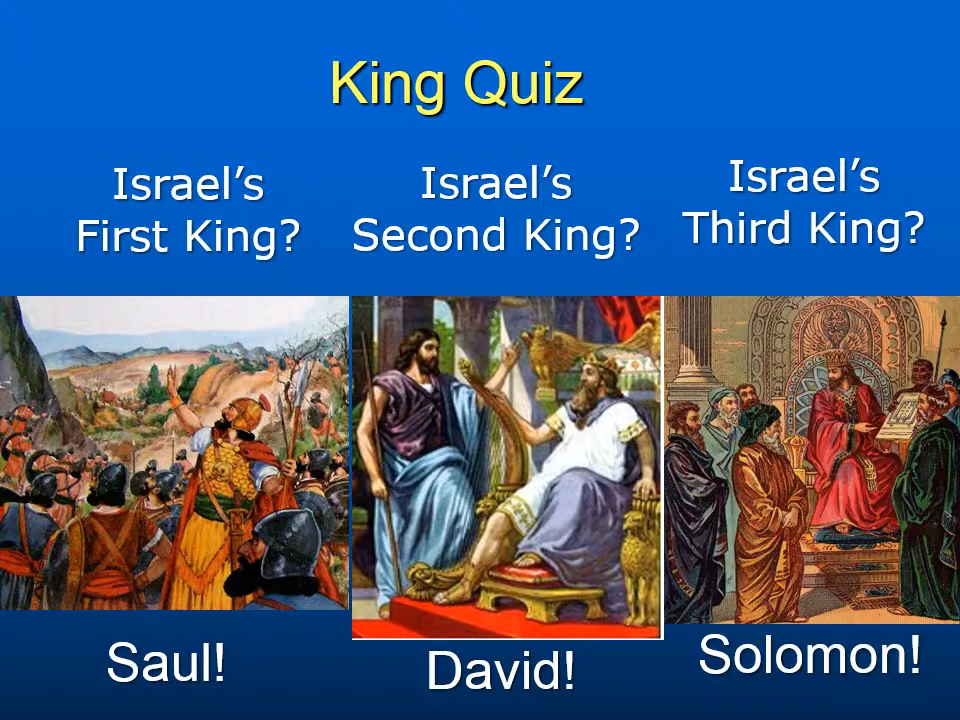 King Quiz
Israel’s
First King?
Israel’s
Second King?
Israel’s
Third King?
Saul!
David!
Solomon!